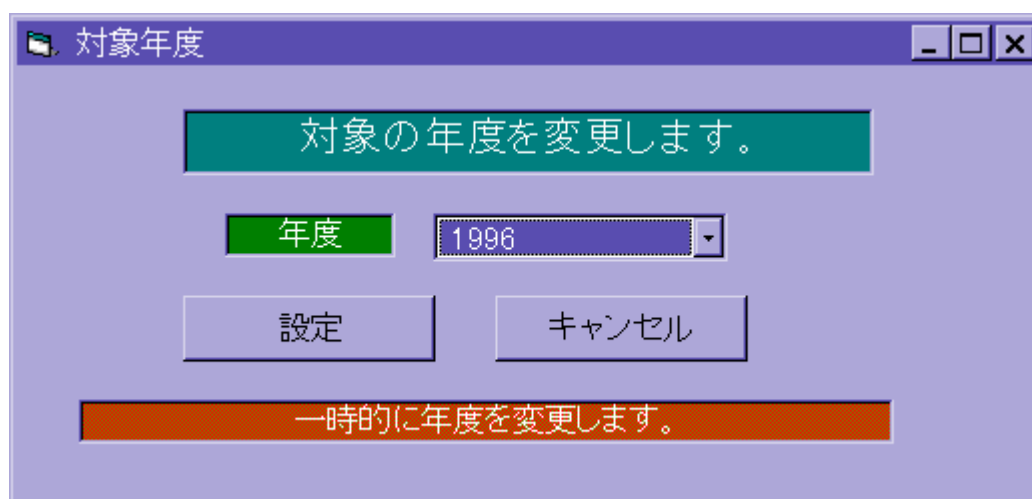 対象年度
対象の年度を変更します。
年度 1996
設定 キャンセル
一時的に年度を変更します。